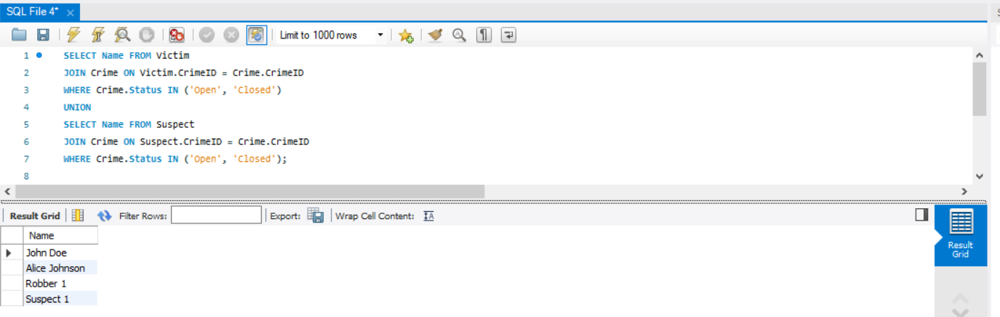 SQL File 4*
Limit to 1000 rows
1 SELECT Name FROM Victim
2 JOIN Crime ON Victim.CrimeID = Crime.CrimeID
3 WHERE Crime.Status IN ('Open', 'Closed')
4 UNION
5 SELECT Name FROM Suspect
6 JOIN Crime ON Suspect.CrimeID = Crime.CrimeID
7 WHERE Crime.Status IN ('Open', 'Closed');
8
Result Grid Filter Rows: Export: Wrap Cell Content: IA
Name
John Doe
Alice Johnson
Robber 1
Suspect 1
Result
Grid